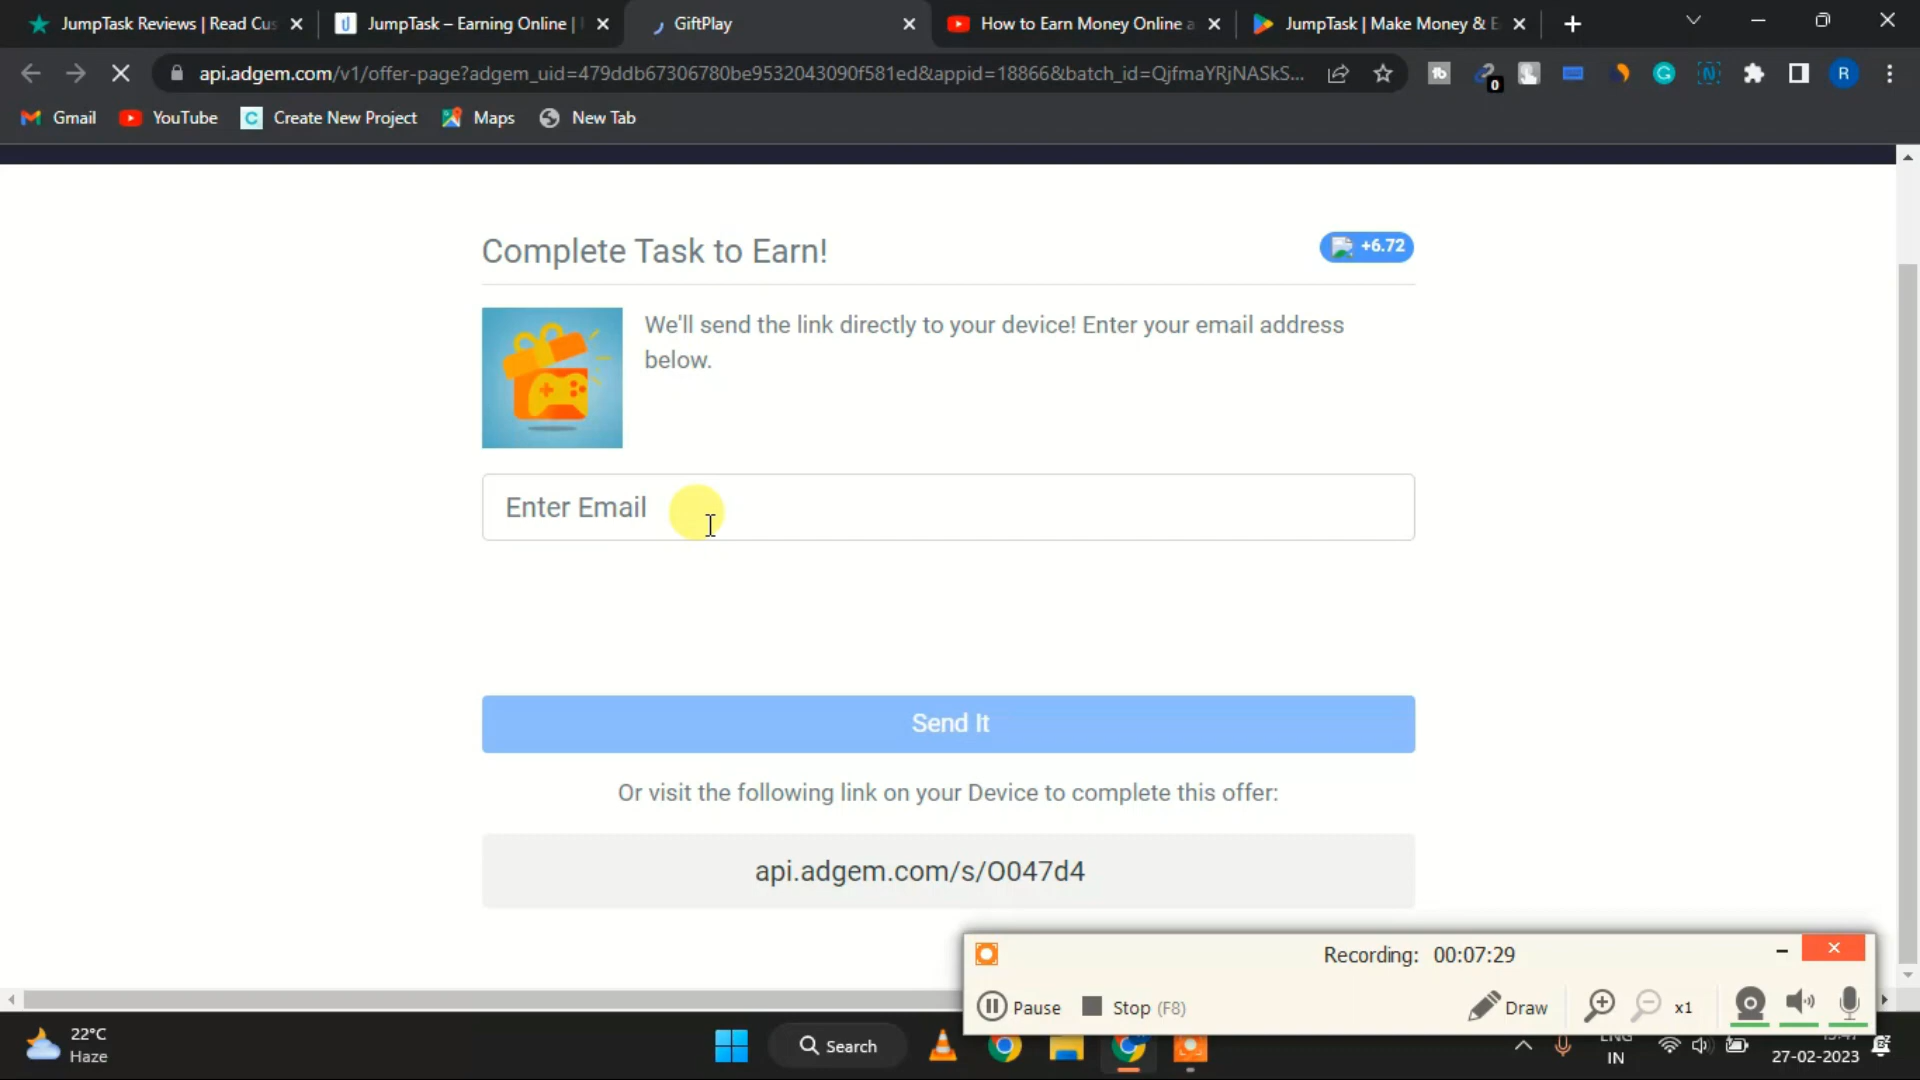 JumpTask Reviews | Read Cus
JumpTask – Earning Online |
GiftPlay
How to Earn Money Online a
JumpTask | Make Money & E
api.adgem.com/v1/offer-page?adgem_uid=479ddb67306780be9532043090f581ed&appid=18866&batch_id=QjfmaYRjNASkS...
0
R
Gmail
YouTube
Create New Project
Maps
New Tab
Complete Task to Earn!
+6.72
We'll send the link directly to your device! Enter your email address
below.
Enter Email
Send It
Or visit the following link on your Device to complete this offer:
api.adgem.com/s/O047d4
Recording: 00:07:29
Pause
Stop (F8)
Draw
x1
22°C
Haze
Search
ENG
IN
27-02-2023